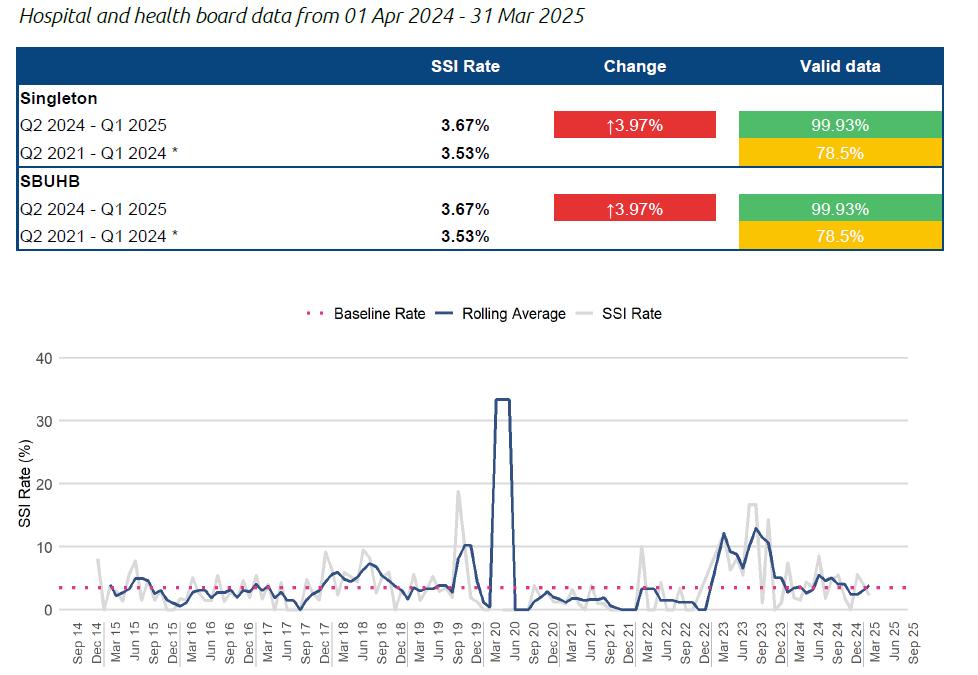 Hospital and health board data from 01 Apr 2024 - 31 Mar 2025
SSI Rate Change Valid data
Singleton
Q2 2024 - Q1 2025 3.67% ↑3.97% 99.93%
Q2 2021 - Q1 2024 * 3.53% 78.5%
SBUHB
Q2 2024 - Q1 2025 3.67% ↑3.97% 99.93%
Q2 2021 - Q1 2024 * 3.53% 78.5%
Baseline Rate Rolling Average SSI Rate
40
30
20
10
0
SSI Rate (%)
Sep 14 Dec 14 Mar 15 Jun 15 Sep 15 Dec 15 Mar 16 Jun 16 Sep 16 Dec 16 Mar 17 Jun 17 Sep 17 Dec 17 Mar 18 Jun 18 Sep 18 Dec 18 Mar 19 Jun 19 Sep 19 Dec 19 Mar 20 Jun 20 Sep 20 Dec 20 Mar 21 Jun 21 Sep 21 Dec 21 Mar 22 Jun 22 Sep 22 Dec 22 Mar 23 Jun 23 Sep 23 Dec 23 Mar 24 Jun 24 Sep 24 Dec 24 Mar 25 Jun 25 Sep 25